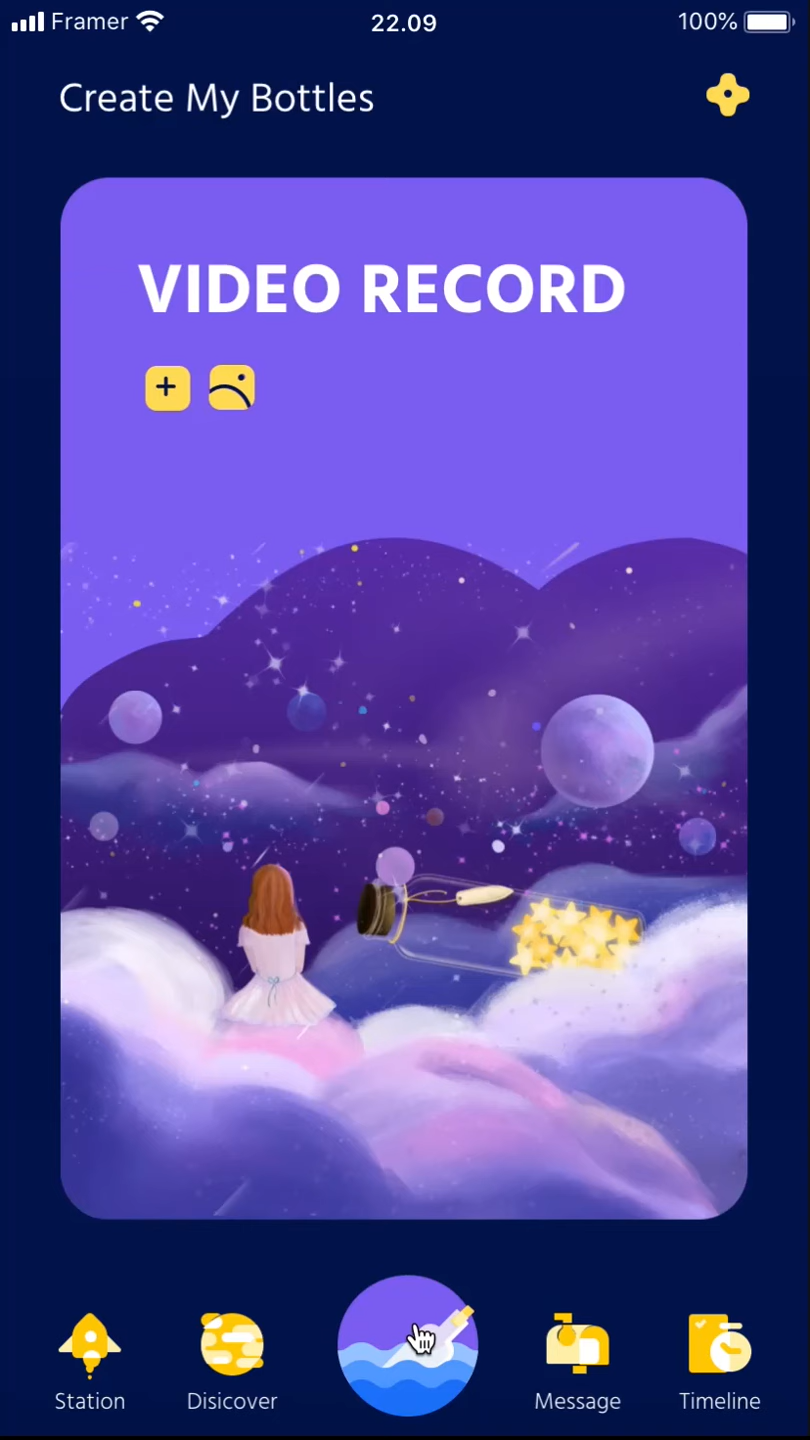 Framer 22.09 100%
Create My Bottles
VIDEO RECORD
Station Disicover Message Timeline